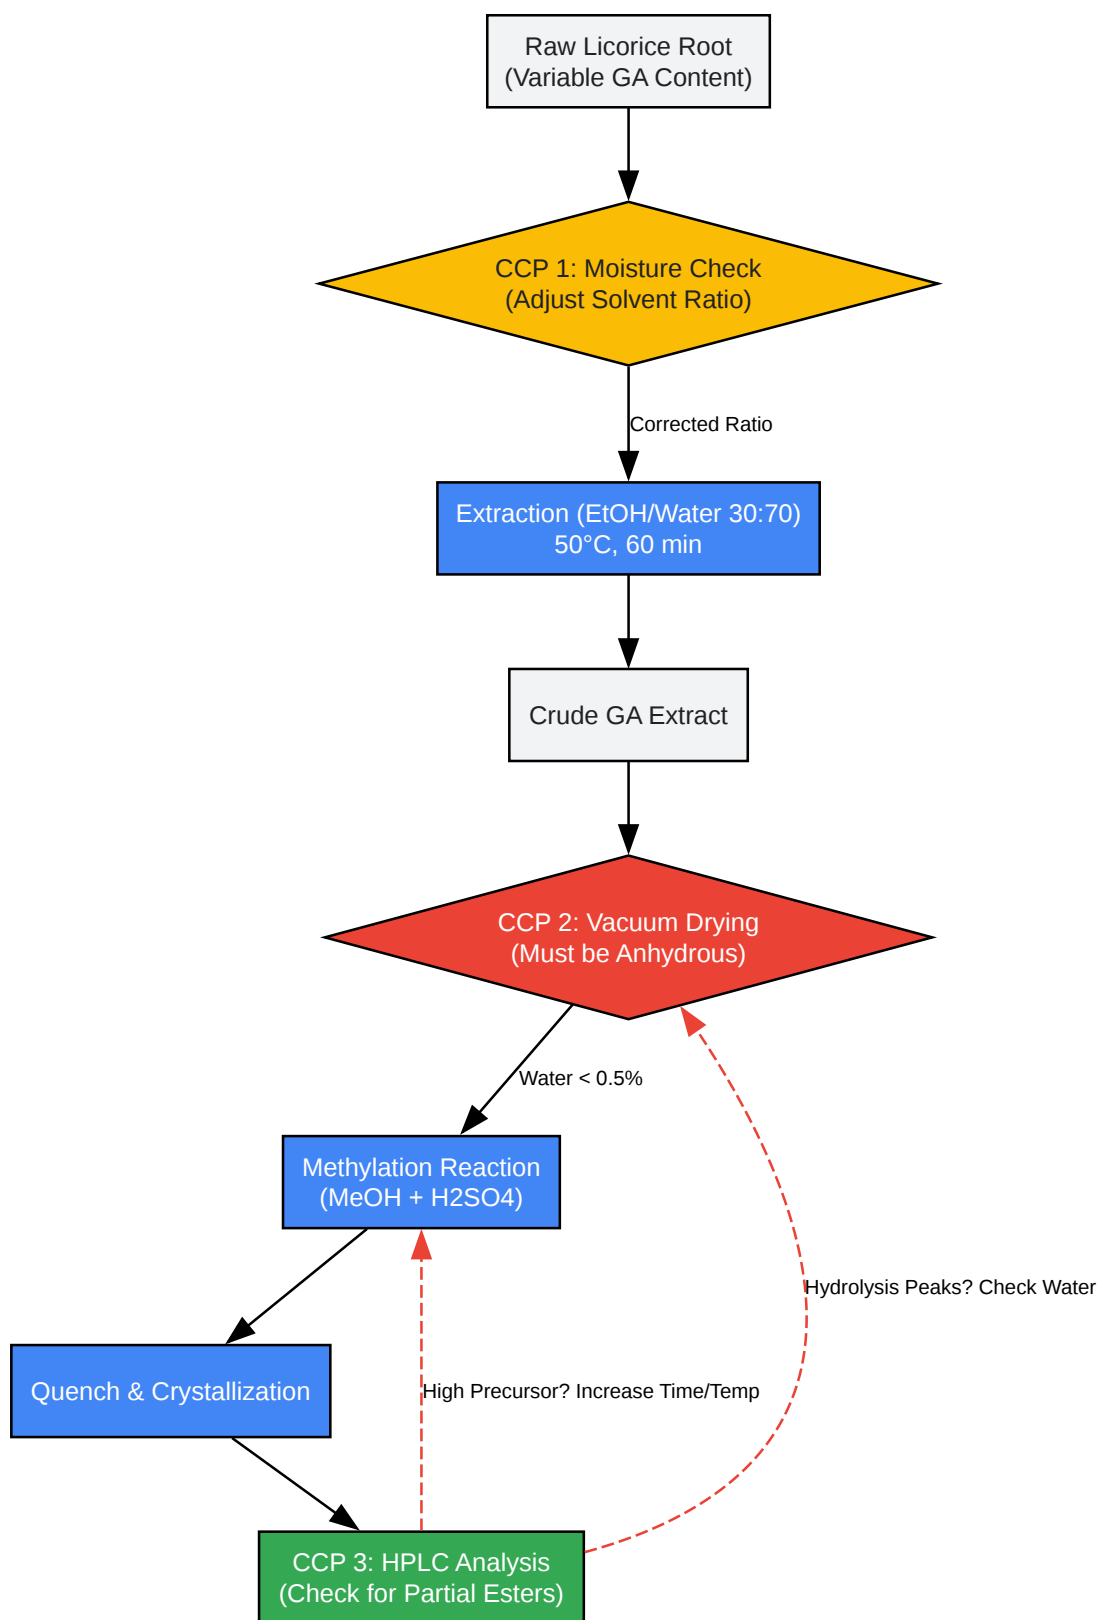 Raw Licorice Root
(Variable GA Content)
CCP 1: Moisture Check
(Adjust Solvent Ratio)
Corrected Ratio
Extraction (EtOH/Water 30:70)
50°C, 60 min
Crude GA Extract
CCP 2: Vacuum Drying
(Must be Anhydrous)
Water < 0.5%
Methylation Reaction
(MeOH + H2SO4)
Hydrolysis Peaks? Check Water
Quench & Crystallization
High Precursor? Increase Time/Temp
CCP 3: HPLC Analysis
(Check for Partial Esters)